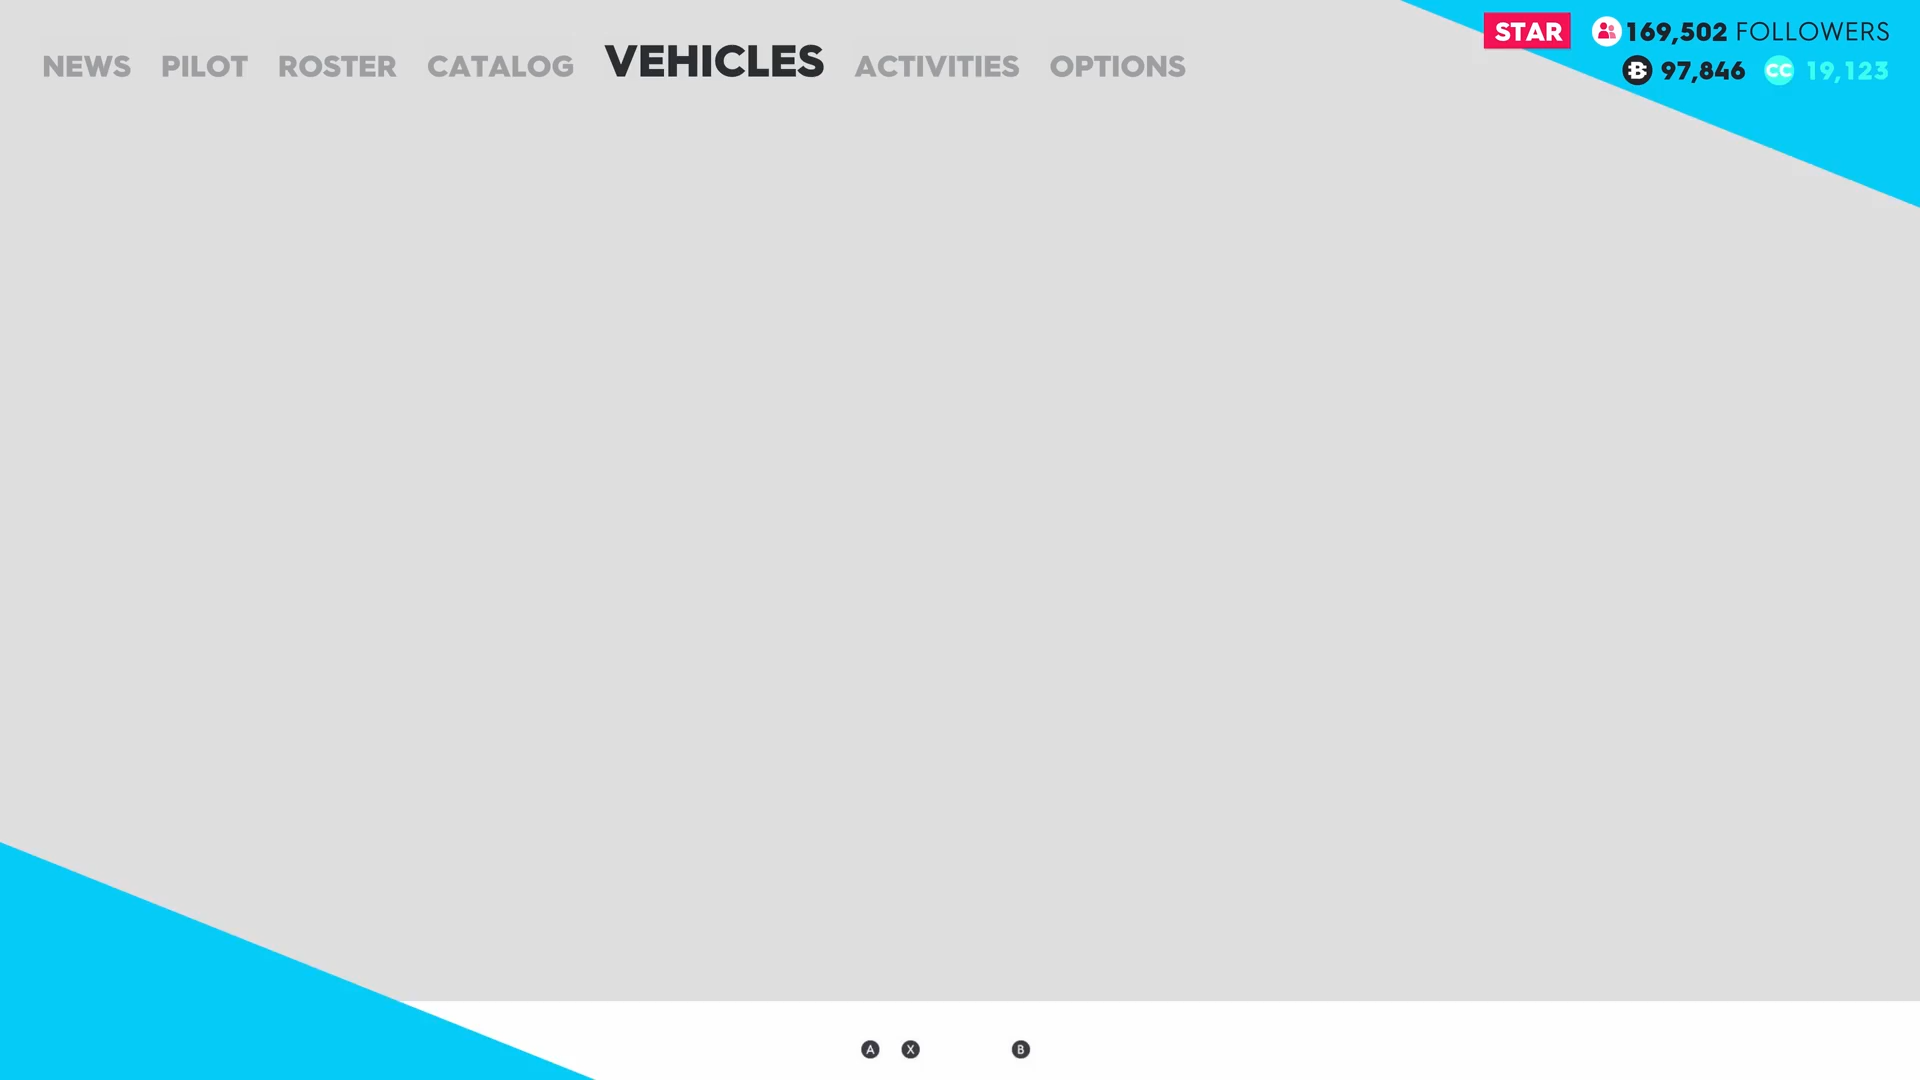 NEWS PILOT ROSTER CATALOG VEHICLES ACTIVITIES OPTIONS
STAR 169,502 FOLLOWERS
B 97,846 CC 19,123
A X B